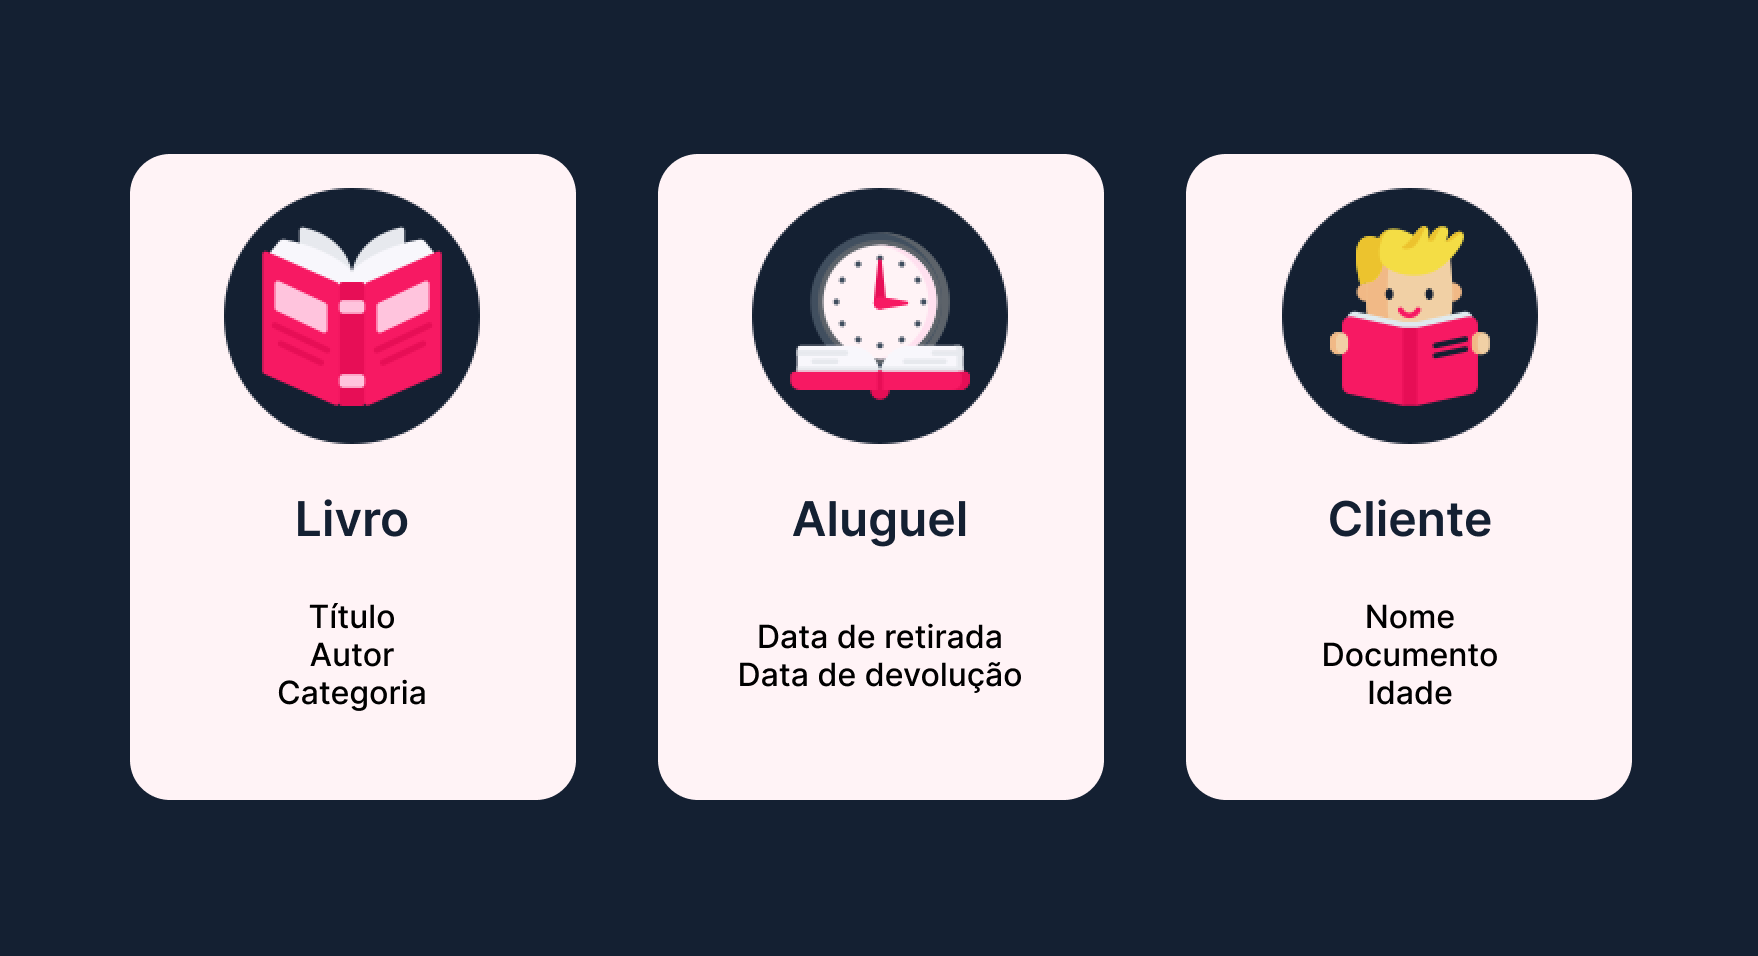 Livro
Título
Autor
Categoria
Aluguel
Data de retirada
Data de devolução
Cliente
Nome
Documento
Idade